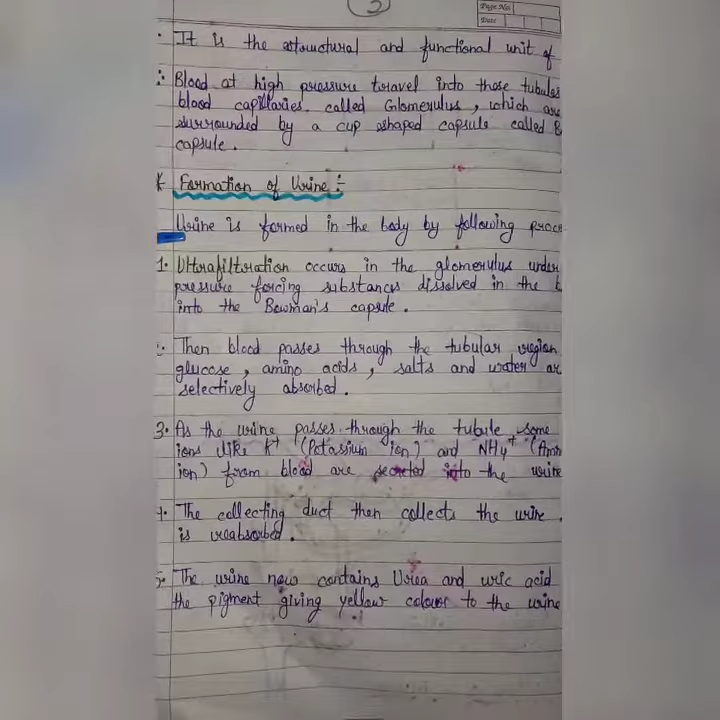 3
Page No.
Date
• It is the structural and functional unit of
∴ Blood at high pressure travel into those tubules
blood capillaries called Glomerulus, which are
surrounded by a cup shaped capsule called B
capsule.
Formation of Urine :-
Urine is formed in the body by following proce
1. Ultrafiltration occurs in the glomerulus under
pressure forcing substances dissolved in the b
into the Bowman's capsule.
Then blood passes through the tubular region
glucose, amino acids, salts and water ar
selectively absorbed.
3. As the urine passes through the tubule some
ions like K+ (Potassium ion) and NH4+ (Amm
ion) from blood are secreted into the urine
4. The collecting duct then collects the urine.
is reabsorbed.
5. The urine now contains Urea and uric acid
the pigment giving yellow colour to the urine